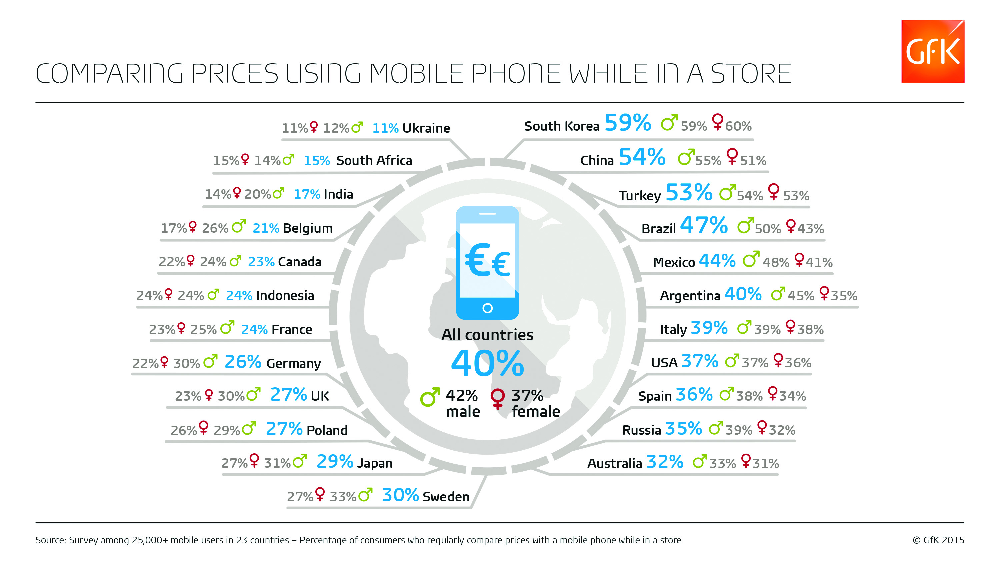 GfK
COMPARING PRICES USING MOBILE PHONE WHILE IN A STORE
11%♀ 12%♂ 11% Ukraine
15%♀ 14%♂ 15% South Africa
14%♀ 20%♂ 17% India
17%♀ 26%♂ 21% Belgium
22%♀ 24%♂ 23% Canada
24%♀ 24%♂ 24% Indonesia
23%♀ 25%♂ 24% France
22%♀ 30%♂ 26% Germany
23%♀ 30%♂ 27% UK
26%♀ 29%♂ 27% Poland
27%♀ 31%♂ 29% Japan
27%♀ 33%♂ 30% Sweden
South Korea 59% ♂59% ♀60%
China 54% ♂55% ♀51%
Turkey 53% ♂54% ♀53%
Brazil 47% ♂50% ♀43%
Mexico 44% ♂48% ♀41%
Argentina 40% ♂45% ♀35%
Italy 39% ♂39% ♀38%
USA 37% ♂37% ♀36%
Spain 36% ♂38% ♀34%
Russia 35% ♂39% ♀32%
Australia 32% ♂33% ♀31%
€€
All countries
40%
♂ 42% male
♀ 37% female
Source: Survey among 25,000+ mobile users in 23 countries – Percentage of consumers who regularly compare prices with a mobile phone while in a store
© GfK 2015